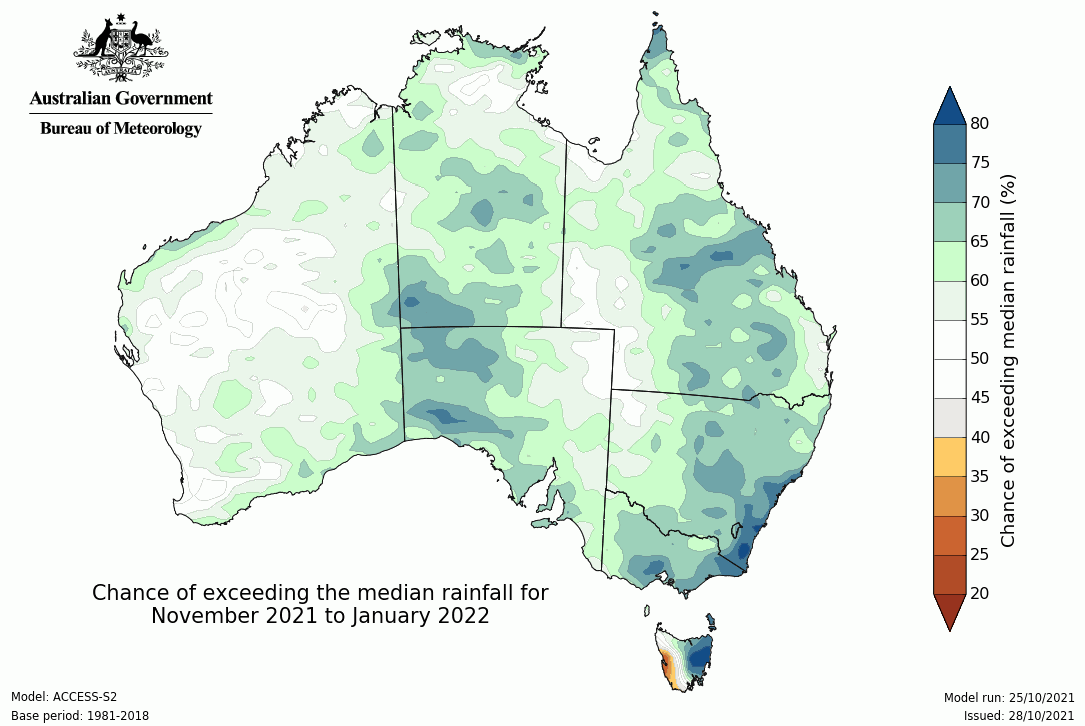 Australian Government
Bureau of Meteorology
80
75
70
65
60
55
50
45
40
35
30
25
20
Chance of exceeding median rainfall (%)
Chance of exceeding the median rainfall for
November 2021 to January 2022
Model: ACCESS-S2
Base period: 1981-2018
Model run: 25/10/2021
Issued: 28/10/2021